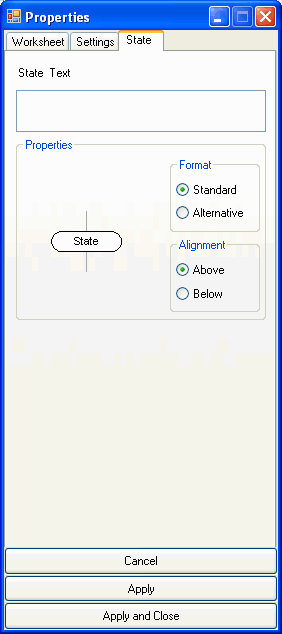 Properties
Worksheet Settings State
State Text
Properties
Format
Standard
Alternative
State
Alignment
Above
Below
Cancel
Apply
Apply and Close